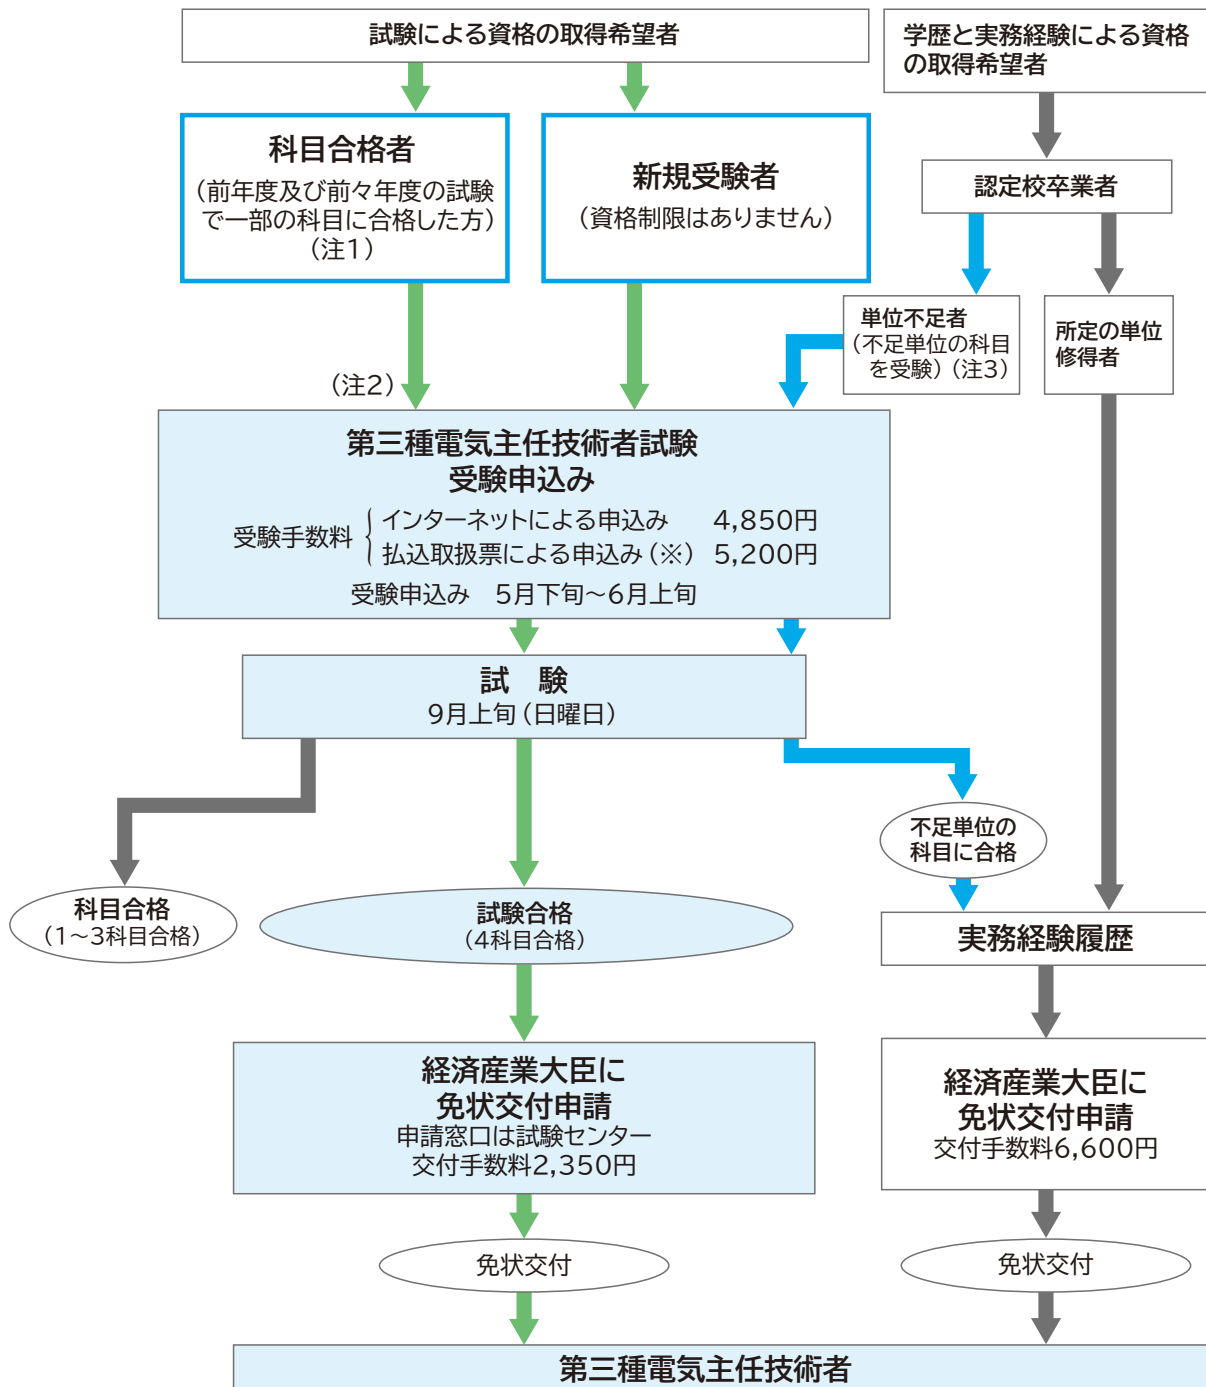 試験による資格の取得希望者
学歴と実務経験による資格
の取得希望者
科目合格者
(前年度及び前々年度の試験
で一部の科目に合格した方)
(注1)
新規受験者
(資格制限はありません)
認定校卒業者
単位不足者
(不足単位の科目
を受験)(注3)
所定の単位
修得者
(注2)
第三種電気主任技術者試験
受験申込み
受験手数料
インターネットによる申込み 4,850円
払込取扱票による申込み(※) 5,200円
受験申込み 5月下旬~6月上旬
試 験
9月上旬(日曜日)
不足単位の
科目に合格
科目合格
(1~3科目合格)
試験合格
(4科目合格)
実務経験履歴
経済産業大臣に
免状交付申請
申請窓口は試験センター
交付手数料2,350円
経済産業大臣に
免状交付申請
交付手数料6,600円
免状交付
免状交付
第三種電気主任技術者